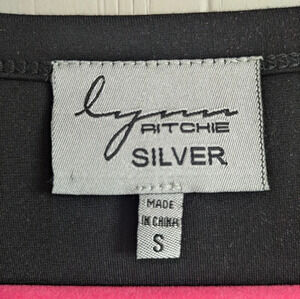 lynn
RITCHIE
SILVER
MADE
IN CHINA
S